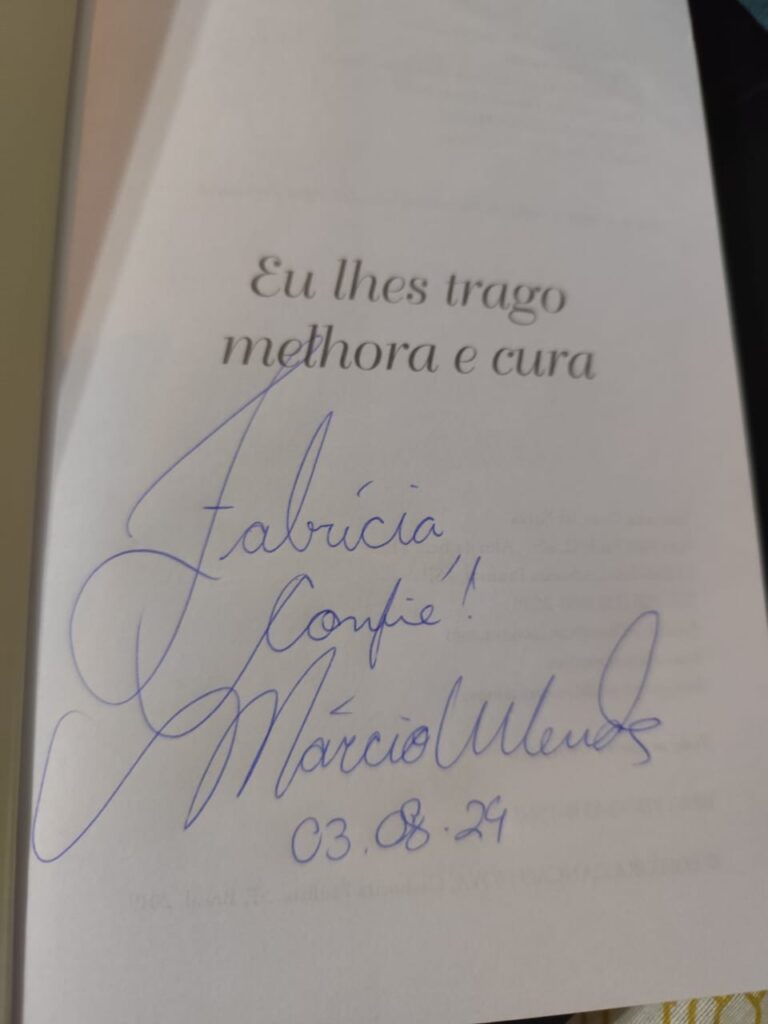 Eu lhes trago
melhora e cura
Fabrícia
Confie!
Márcio Mendes
03.08.24